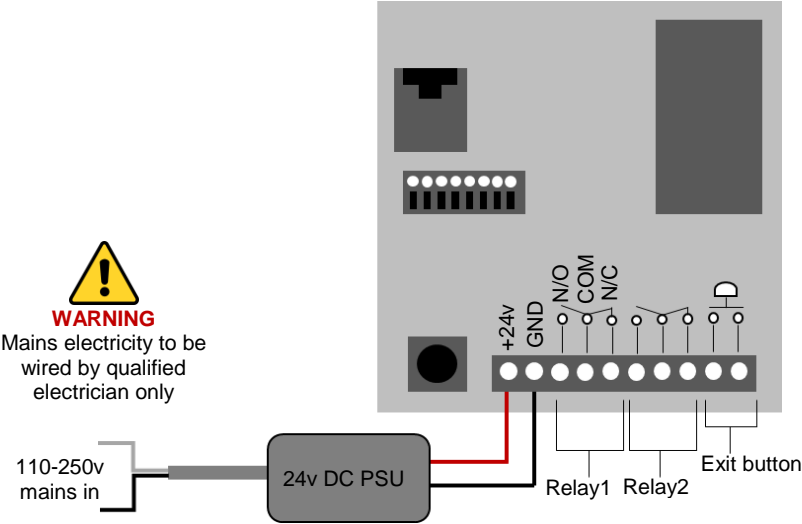 N/O
COM
N/C
+24v
GND
WARNING
Mains electricity to be
wired by qualified
electrician only
110-250v
mains in
24v DC PSU
Relay1
Relay2
Exit button